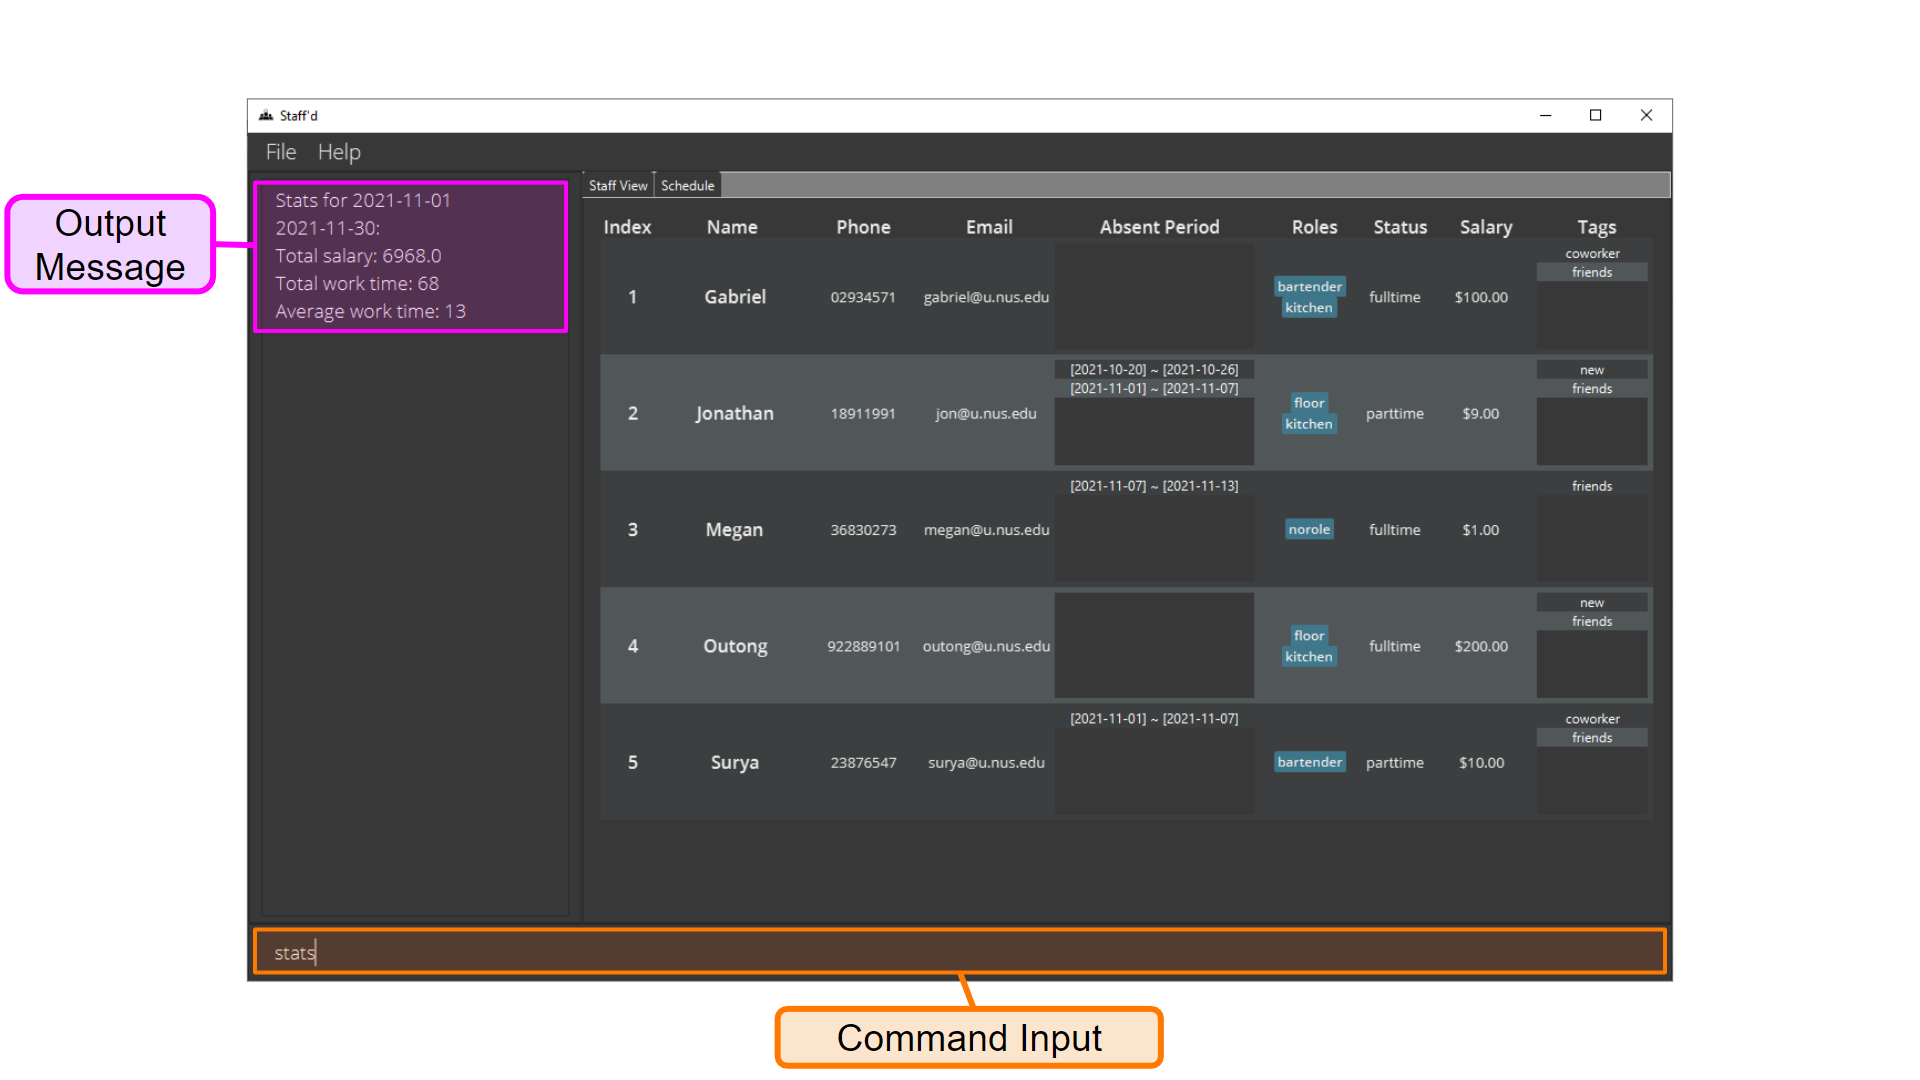 Staff'd
File Help
Output
Message
Stats for 2021-11-01
2021-11-30:
Total salary: 6968.0
Total work time: 68
Average work time: 13
Staff View Schedule
Index Name Phone Email Absent Period Roles Status Salary Tags
1 Gabriel 02934571 gabriel@u.nus.edu bartender kitchen fulltime $100.00 coworker friends
2 Jonathan 18911991 jon@u.nus.edu [2021-10-20] ~ [2021-10-26] [2021-11-01] ~ [2021-11-07] floor kitchen parttime $9.00 new friends
3 Megan 36830273 megan@u.nus.edu [2021-11-07] ~ [2021-11-13] norole fulltime $1.00 friends
4 Outong 922889101 outong@u.nus.edu floor kitchen fulltime $200.00 new friends
5 Surya 23876547 surya@u.nus.edu [2021-11-01] ~ [2021-11-07] bartender parttime $10.00 coworker friends
stats
Command Input